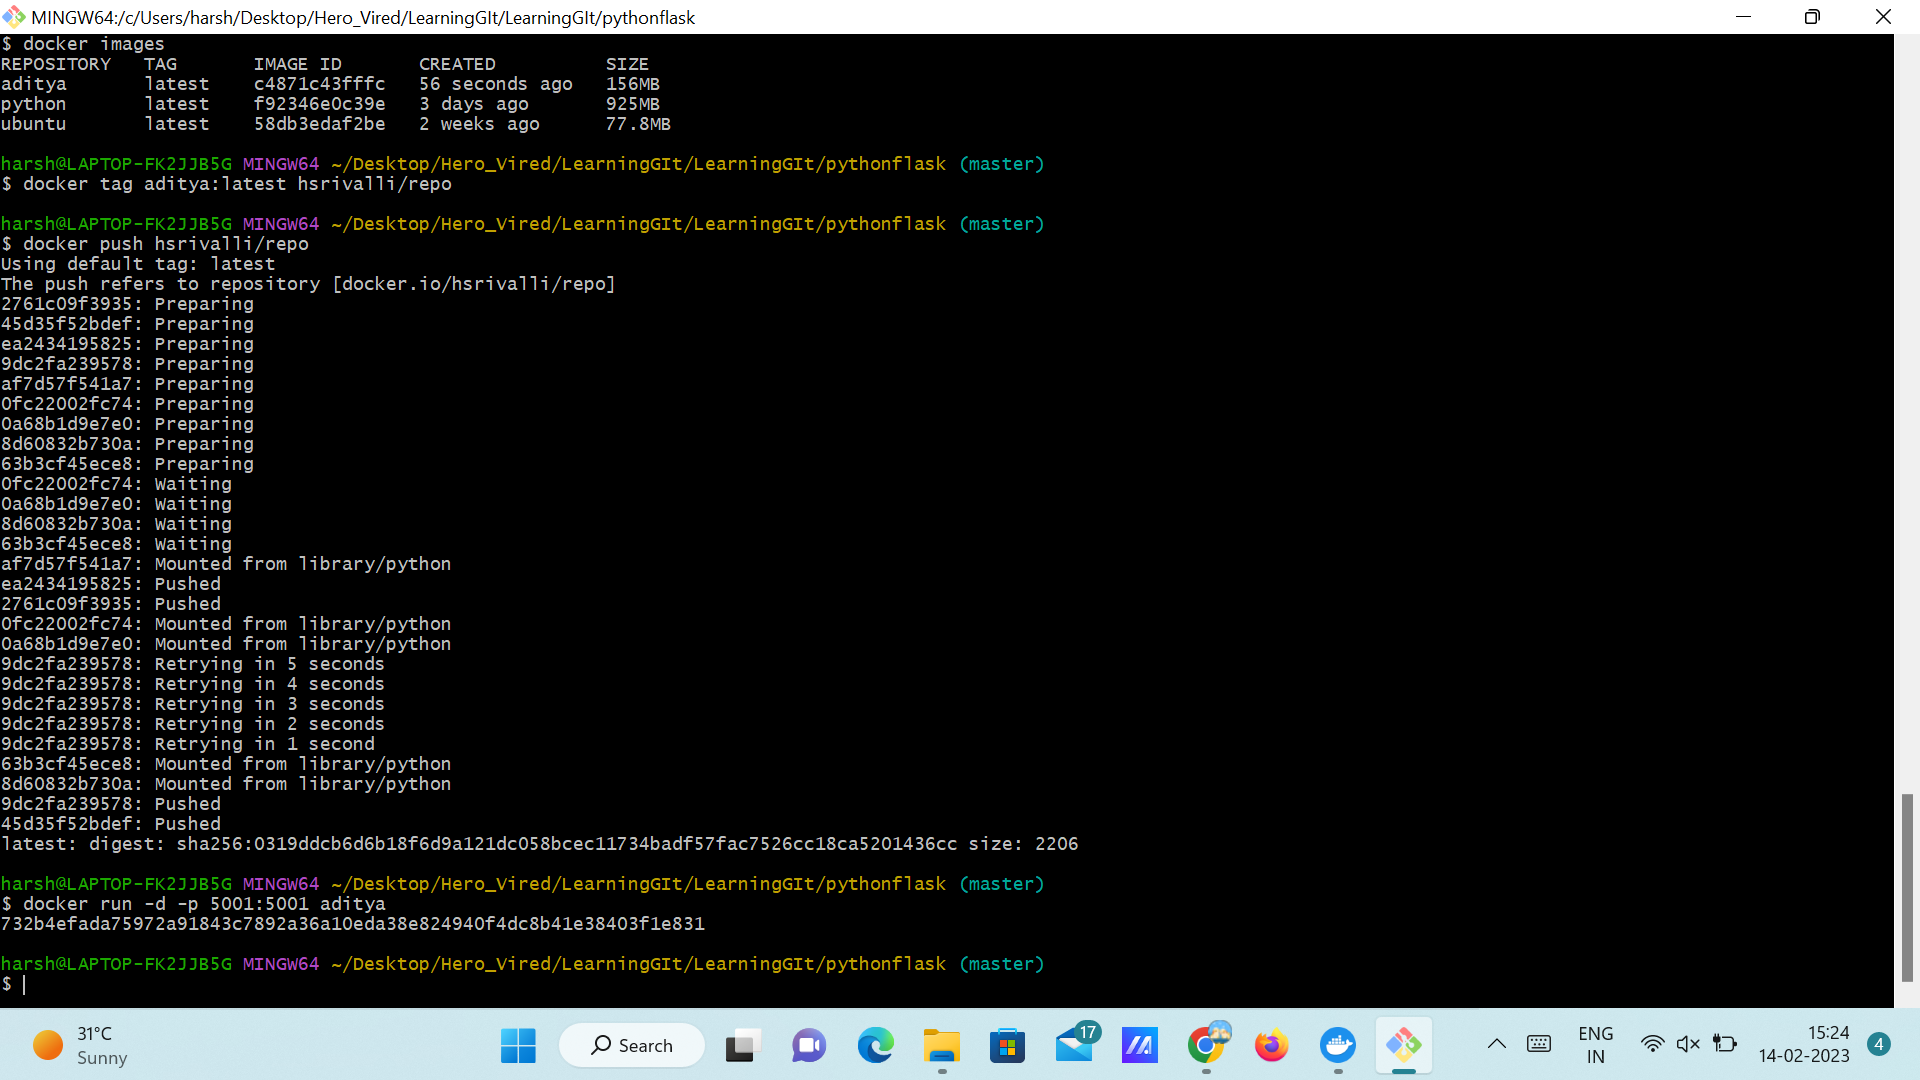 MINGW64:/c/Users/harsh/Desktop/Hero_Vired/LearningGIt/LearningGIt/pythonflask
$ docker images
REPOSITORY   TAG       IMAGE ID       CREATED          SIZE
aditya       latest    c4871c43fffc   56 seconds ago   156MB
python       latest    f92346e0c39e   3 days ago       925MB
ubuntu       latest    58db3edaf2be   2 weeks ago      77.8MB
harsh@LAPTOP-FK2JJB5G MINGW64 ~/Desktop/Hero_Vired/LearningGIt/LearningGIt/pythonflask (master)
$ docker tag aditya:latest hsrivalli/repo
harsh@LAPTOP-FK2JJB5G MINGW64 ~/Desktop/Hero_Vired/LearningGIt/LearningGIt/pythonflask (master)
$ docker push hsrivalli/repo
Using default tag: latest
The push refers to repository [docker.io/hsrivalli/repo]
2761c09f3935: Preparing
45d35f52bdef: Preparing
ea2434195825: Preparing
9dc2fa239578: Preparing
af7d57f541a7: Preparing
0fc22002fc74: Preparing
0a68b1d9e7e0: Preparing
8d60832b730a: Preparing
63b3cf45ece8: Preparing
0fc22002fc74: Waiting
0a68b1d9e7e0: Waiting
8d60832b730a: Waiting
63b3cf45ece8: Waiting
af7d57f541a7: Mounted from library/python
ea2434195825: Pushed
2761c09f3935: Pushed
0fc22002fc74: Mounted from library/python
0a68b1d9e7e0: Mounted from library/python
9dc2fa239578: Retrying in 5 seconds
9dc2fa239578: Retrying in 4 seconds
9dc2fa239578: Retrying in 3 seconds
9dc2fa239578: Retrying in 2 seconds
9dc2fa239578: Retrying in 1 second
63b3cf45ece8: Mounted from library/python
8d60832b730a: Mounted from library/python
9dc2fa239578: Pushed
45d35f52bdef: Pushed
latest: digest: sha256:0319ddcb6d6b18f6d9a121dc058bcec11734badf57fac7526cc18ca5201436cc size: 2206
harsh@LAPTOP-FK2JJB5G MINGW64 ~/Desktop/Hero_Vired/LearningGIt/LearningGIt/pythonflask (master)
$ docker run -d -p 5001:5001 aditya
732b4efada75972a91843c7892a36a10eda38e824940f4dc8b41e38403f1e831
harsh@LAPTOP-FK2JJB5G MINGW64 ~/Desktop/Hero_Vired/LearningGIt/LearningGIt/pythonflask (master)
$
31°C
Sunny
Search
17
ENG
IN
15:24
14-02-2023
4